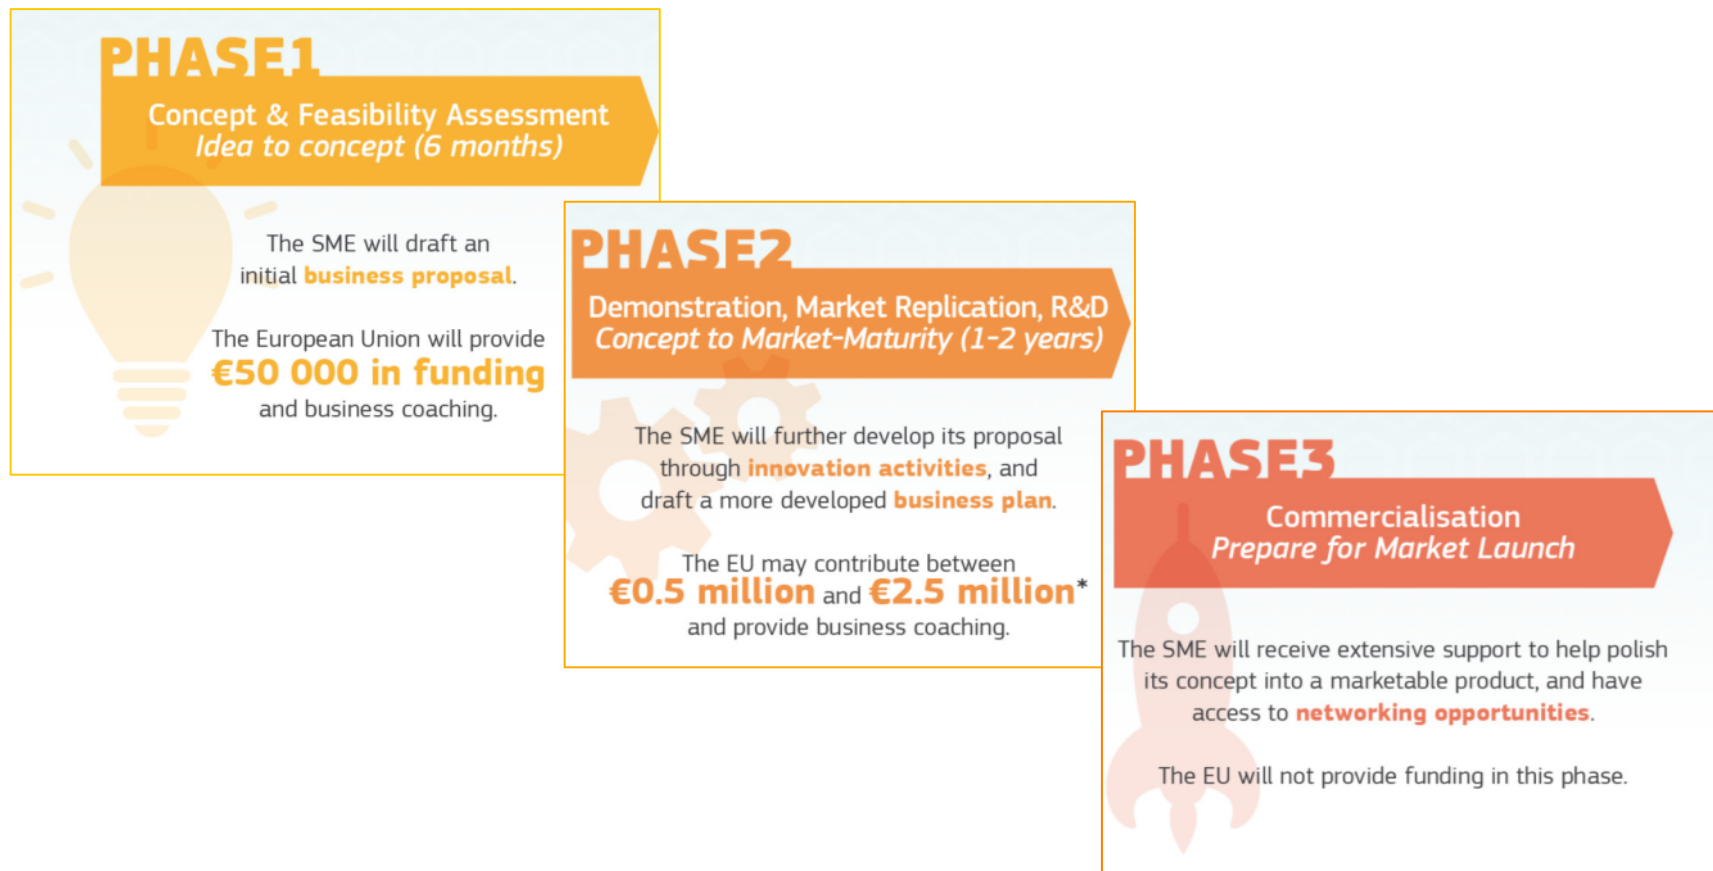 PHASE1
Concept & Feasibility Assessment
Idea to concept (6 months)
The SME will draft an
initial business proposal.
The European Union will provide
€50 000 in funding
and business coaching.
PHASE2
Demonstration, Market Replication, R&D
Concept to Market-Maturity (1-2 years)
The SME will further develop its proposal
through innovation activities, and
draft a more developed business plan.
The EU may contribute between
€0.5 million and €2.5 million*
and provide business coaching.
PHASE3
Commercialisation
Prepare for Market Launch
The SME will receive extensive support to help polish
its concept into a marketable product, and have
access to networking opportunities.
The EU will not provide funding in this phase.